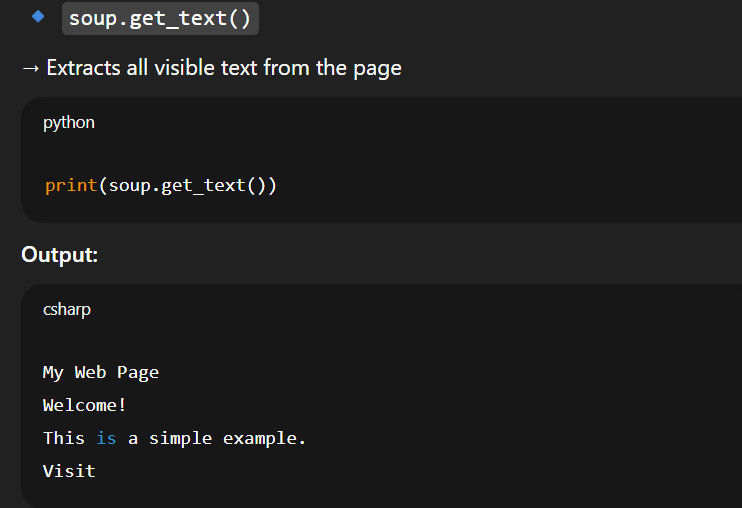 soup.get_text()
→ Extracts all visible text from the page
python
print(soup.get_text())
Output:
csharp
My Web Page
Welcome!
This is a simple example.
Visit